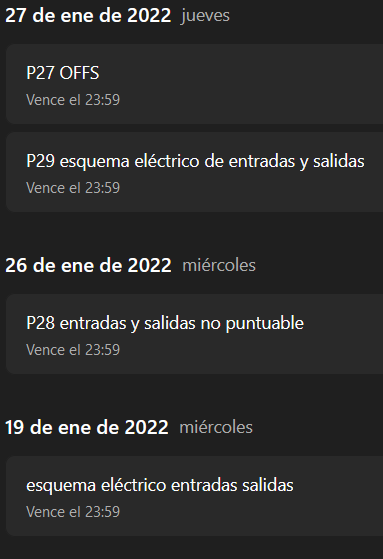 27 de ene de 2022 jueves
P27 OFFS
Vence el 23:59
P29 esquema eléctrico de entradas y salidas
Vence el 23:59
26 de ene de 2022 miércoles
P28 entradas y salidas no puntuable
Vence el 23:59
19 de ene de 2022 miércoles
esquema eléctrico entradas salidas
Vence el 23:59